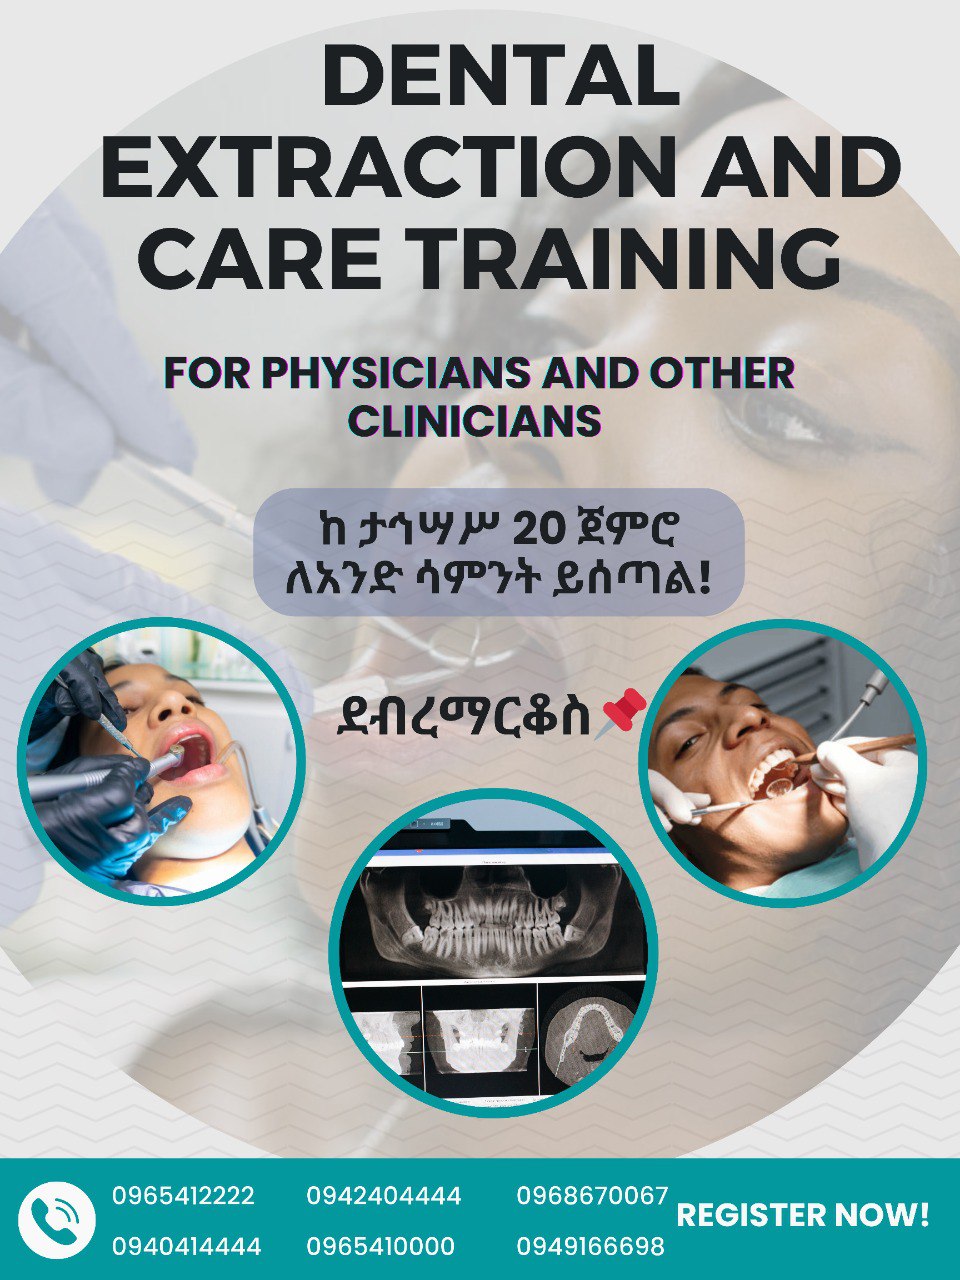 DENTAL
EXTRACTION AND
CARE TRAINING
FOR PHYSICIANS AND OTHER
CLINICIANS
ከ ታኅሣሥ 20 ጀምሮ
ለአንድ ሳምንት ይሰጣል!
ደብረማርቆስ
0965412222 0942404444 0968670067
REGISTER NOW!
0940414444 0965410000 0949166698